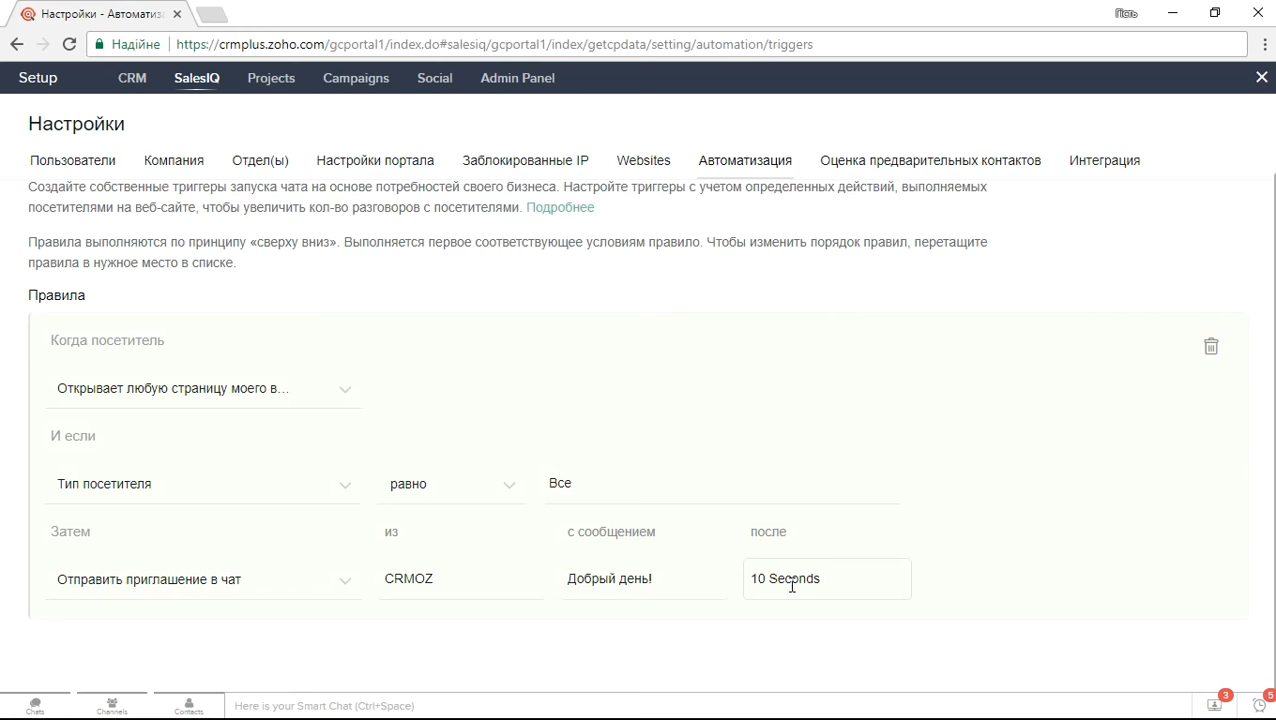 Настройки - Автоматиза
Гість
Надійне
https://crmplus.zoho.com/gcportal1/index.do#salesiq/gcportal1/index/getcpdata/setting/automation/triggers
Setup CRM SalesIQ Projects Campaigns Social Admin Panel
Настройки
Пользователи Компания Отдел(ы) Настройки портала Заблокированные IP Websites Автоматизация Оценка предварительных контактов Интеграция
Создайте собственные триггеры запуска чата на основе потребностей своего бизнеса. Настройте триггеры с учетом определенных действий, выполняемых
посетителями на веб-сайте, чтобы увеличить кол-во разговоров с посетителями. Подробнее
Правила выполняются по принципу «сверху вниз». Выполняется первое соответствующее условиям правило. Чтобы изменить порядок правил, перетащите
правила в нужное место в списке.
Правила
Когда посетитель
Открывает любую страницу моего в...
И если
Тип посетителя равно Все
Затем из с сообщением после
Отправить приглашение в чат CRMOZ Добрый день! 10 Seconds
Chats Channels Contacts Here is your Smart Chat (Ctrl+Space) 3 5